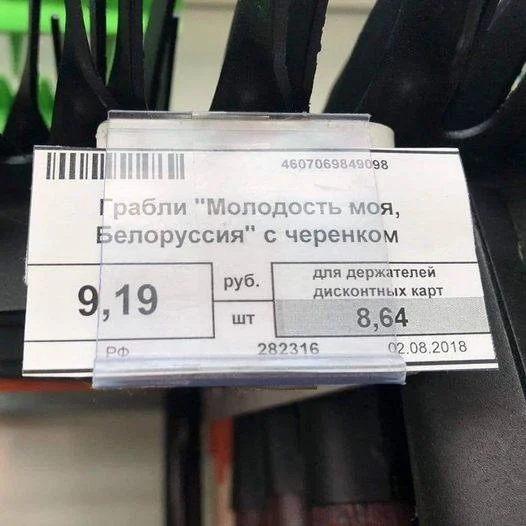 4607069849098
Грабли "Молодость моя,
Белоруссия" с черенком
9,19
руб.
шт
для держателей
дисконтных карт
8,64
РФ
282316
02.08.2018